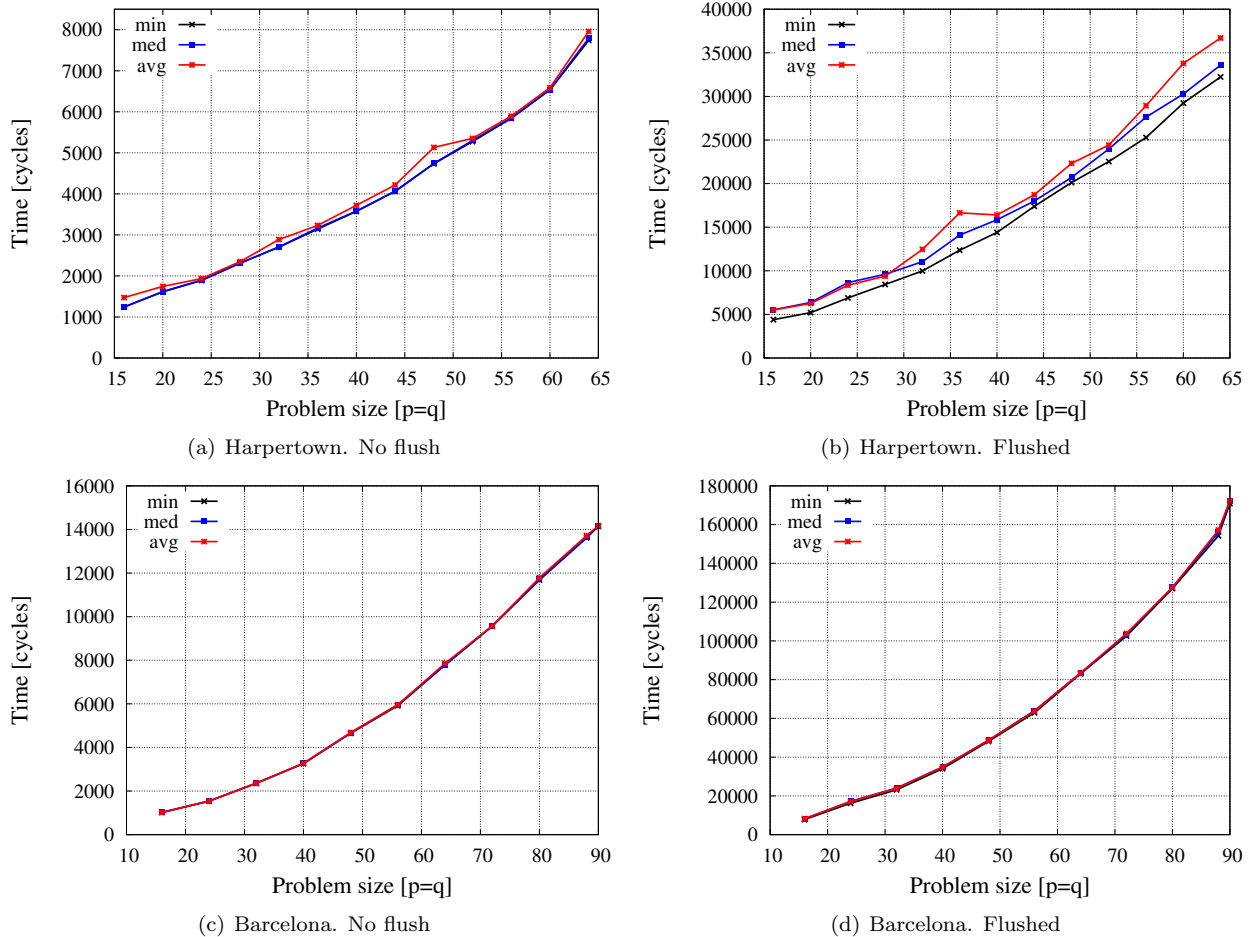 min
med
avg
8000
7000
6000
5000
4000
3000
2000
1000
0
Time [cycles]
15 20 25 30 35 40 45 50 55 60 65
Problem size [p=q]
(a) Harpertown. No flush
min
med
avg
40000
35000
30000
25000
20000
15000
10000
5000
0
Time [cycles]
15 20 25 30 35 40 45 50 55 60 65
Problem size [p=q]
(b) Harpertown. Flushed
min
med
avg
16000
14000
12000
10000
8000
6000
4000
2000
0
Time [cycles]
10 20 30 40 50 60 70 80 90
Problem size [p=q]
(c) Barcelona. No flush
min
med
avg
180000
160000
140000
120000
100000
80000
60000
40000
20000
0
Time [cycles]
10 20 30 40 50 60 70 80 90
Problem size [p=q]
(d) Barcelona. Flushed